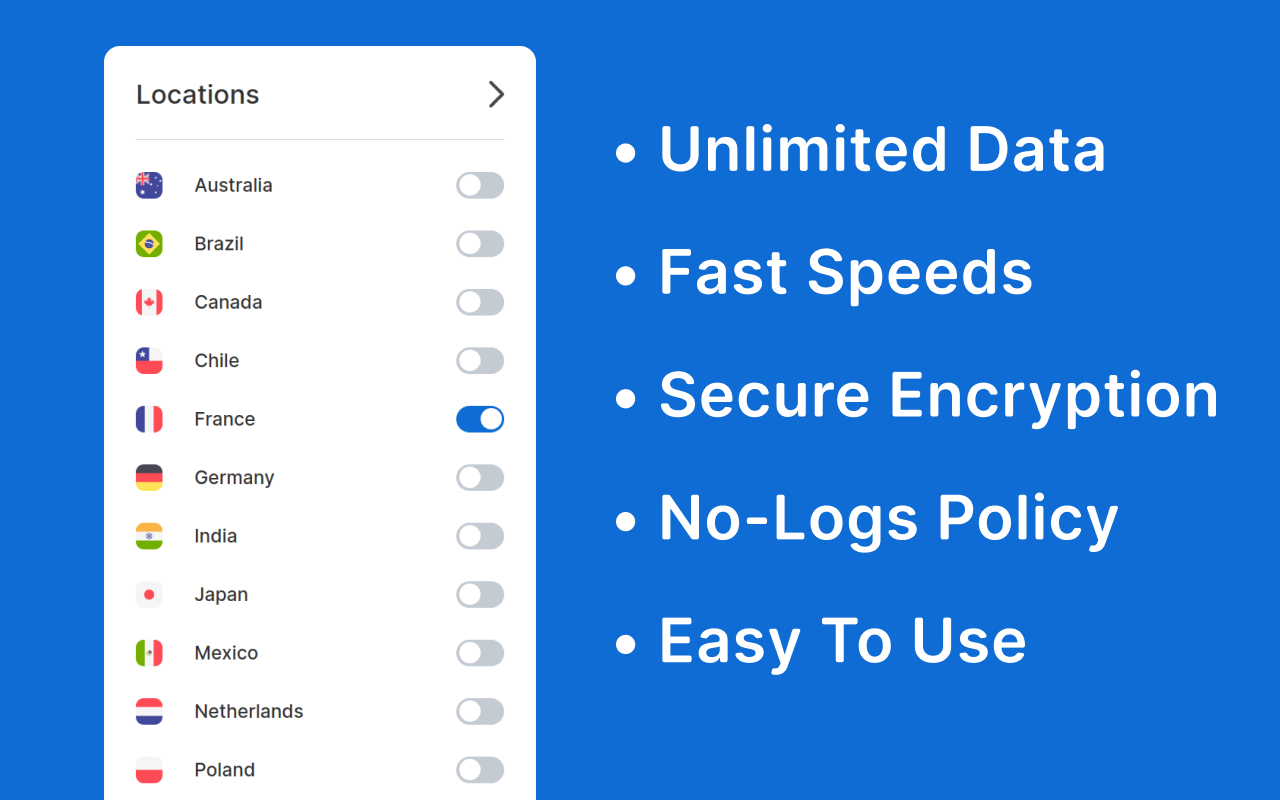 Locations
Australia
Brazil
Canada
Chile
France
Germany
India
Japan
Mexico
Netherlands
Poland
• Unlimited Data
• Fast Speeds
• Secure Encryption
• No-Logs Policy
• Easy To Use